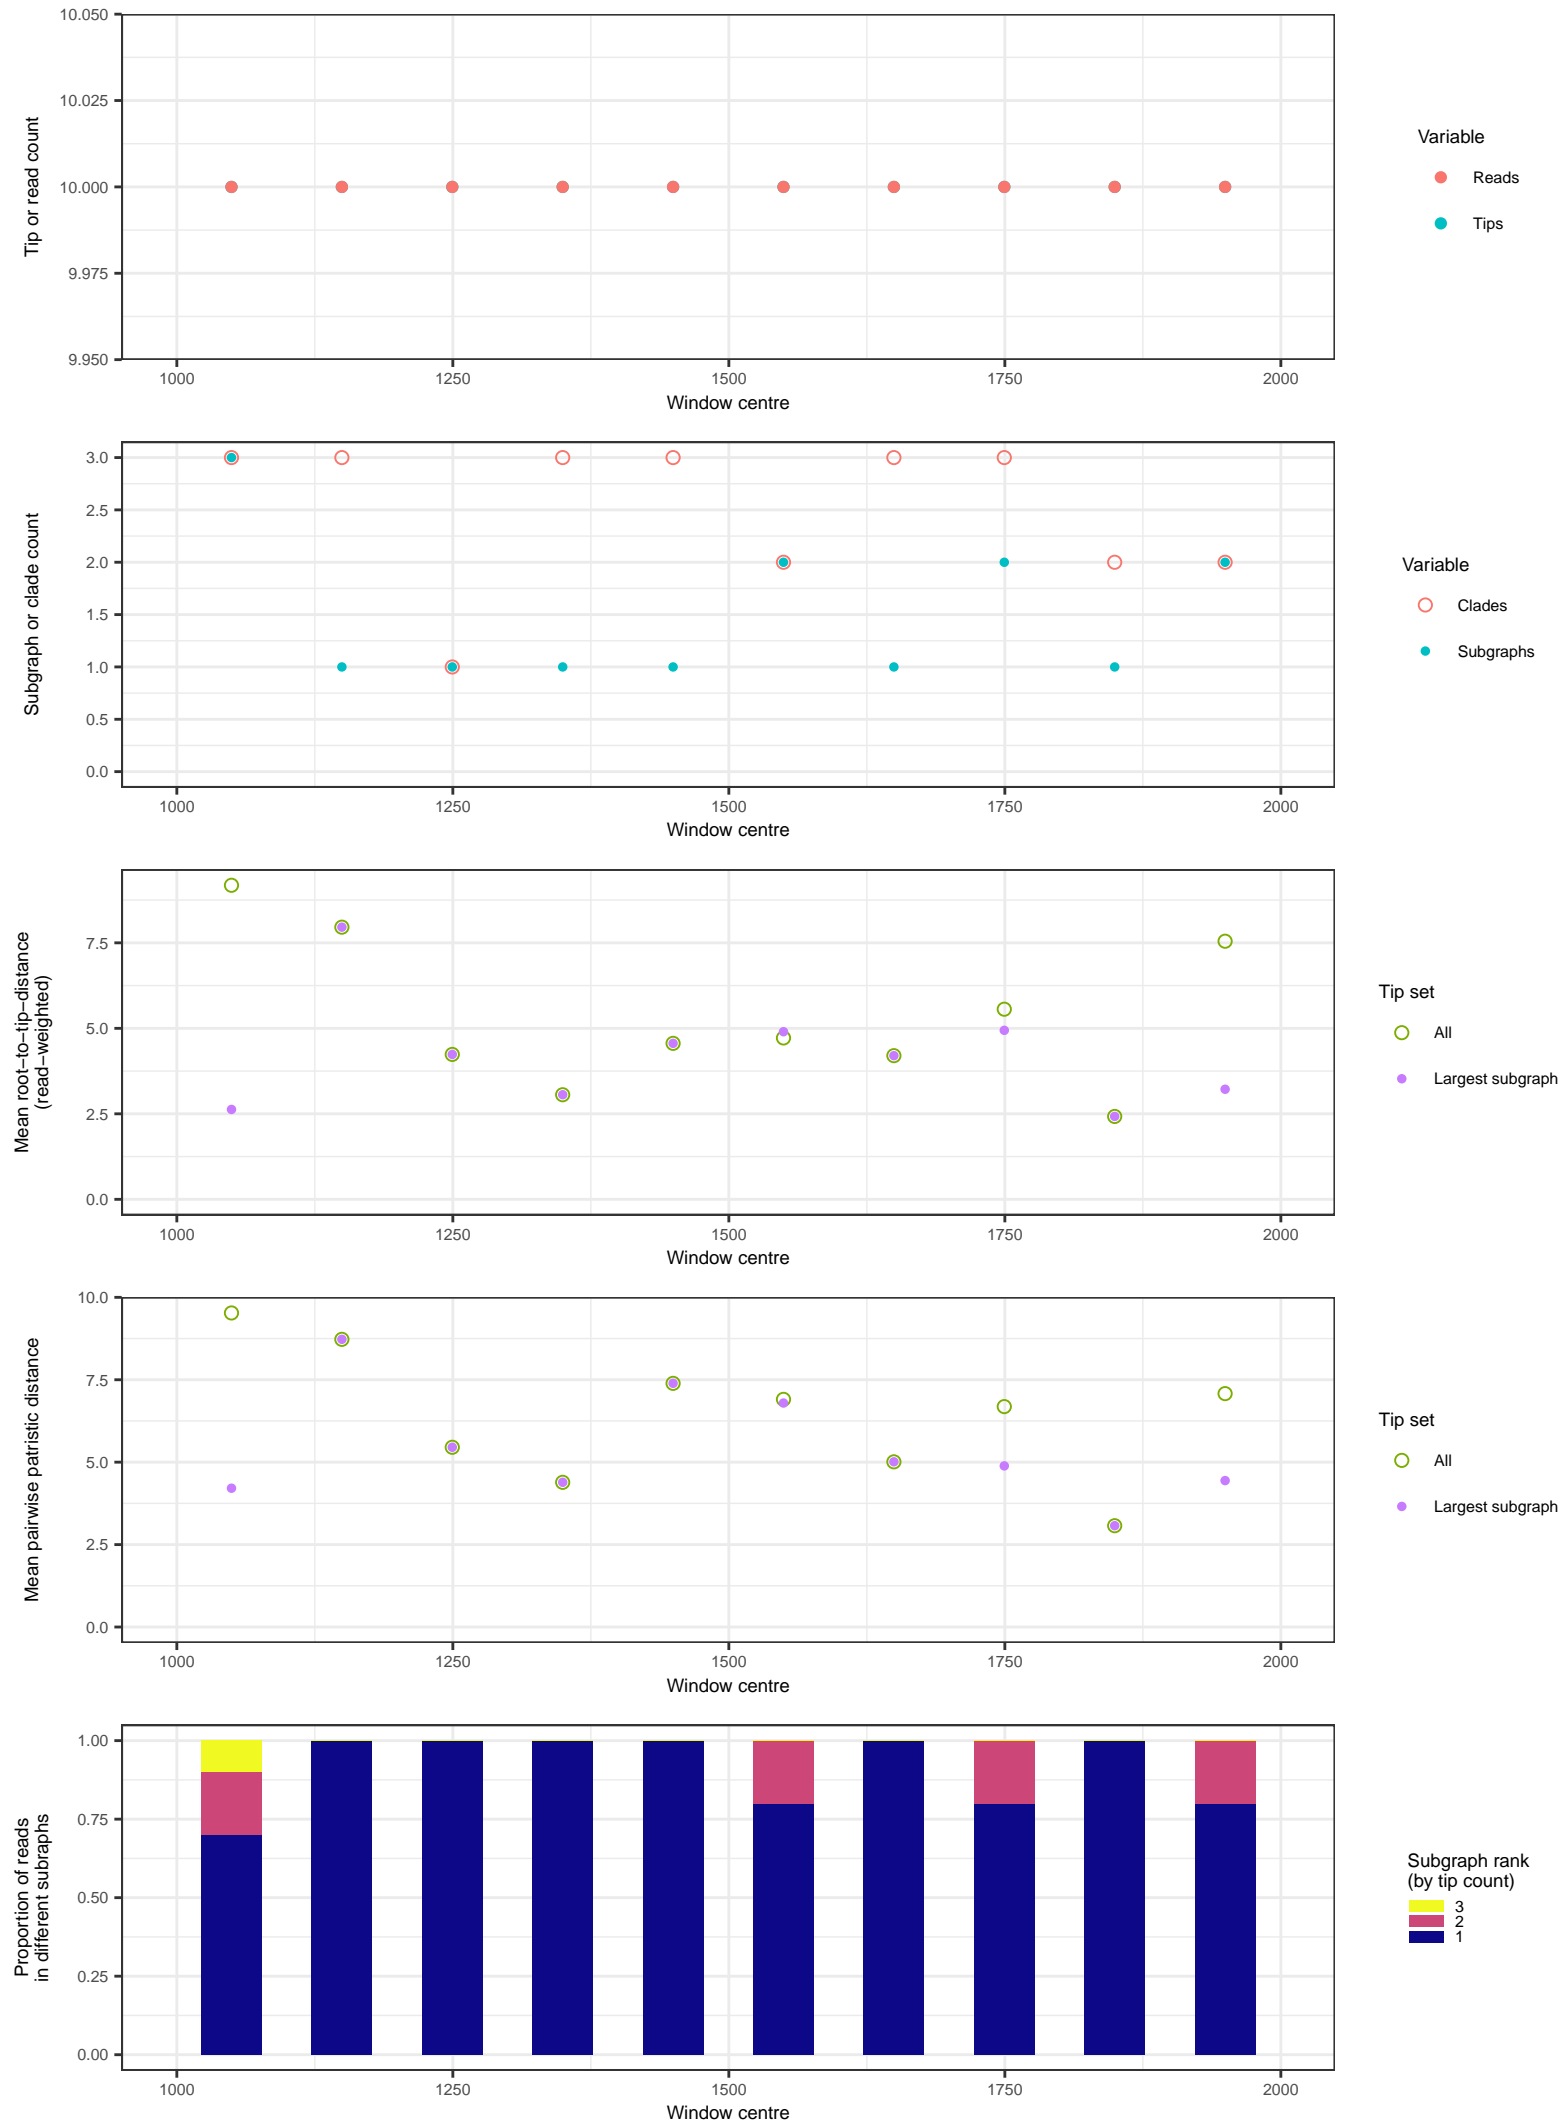 10.050
10.025
10.000
9.975
9.950
Tip or read count
1000 1250 1500 1750 2000
Window centre
Variable
Reads
Tips
3.0
2.5
2.0
1.5
1.0
0.5
0.0
Subgraph or clade count
1000 1250 1500 1750 2000
Window centre
Variable
Clades
Subgraphs
7.5
5.0
2.5
0.0
Mean root−to−tip−distance
(read−weighted)
1000 1250 1500 1750 2000
Window centre
Tip set
All
Largest subgraph
10.0
7.5
5.0
2.5
0.0
Mean pairwise patristic distance
1000 1250 1500 1750 2000
Window centre
Tip set
All
Largest subgraph
1.00
0.75
0.50
0.25
0.00
Proportion of reads
in different subraphs
1000 1250 1500 1750 2000
Window centre
Subgraph rank
(by tip count)
3
2
1